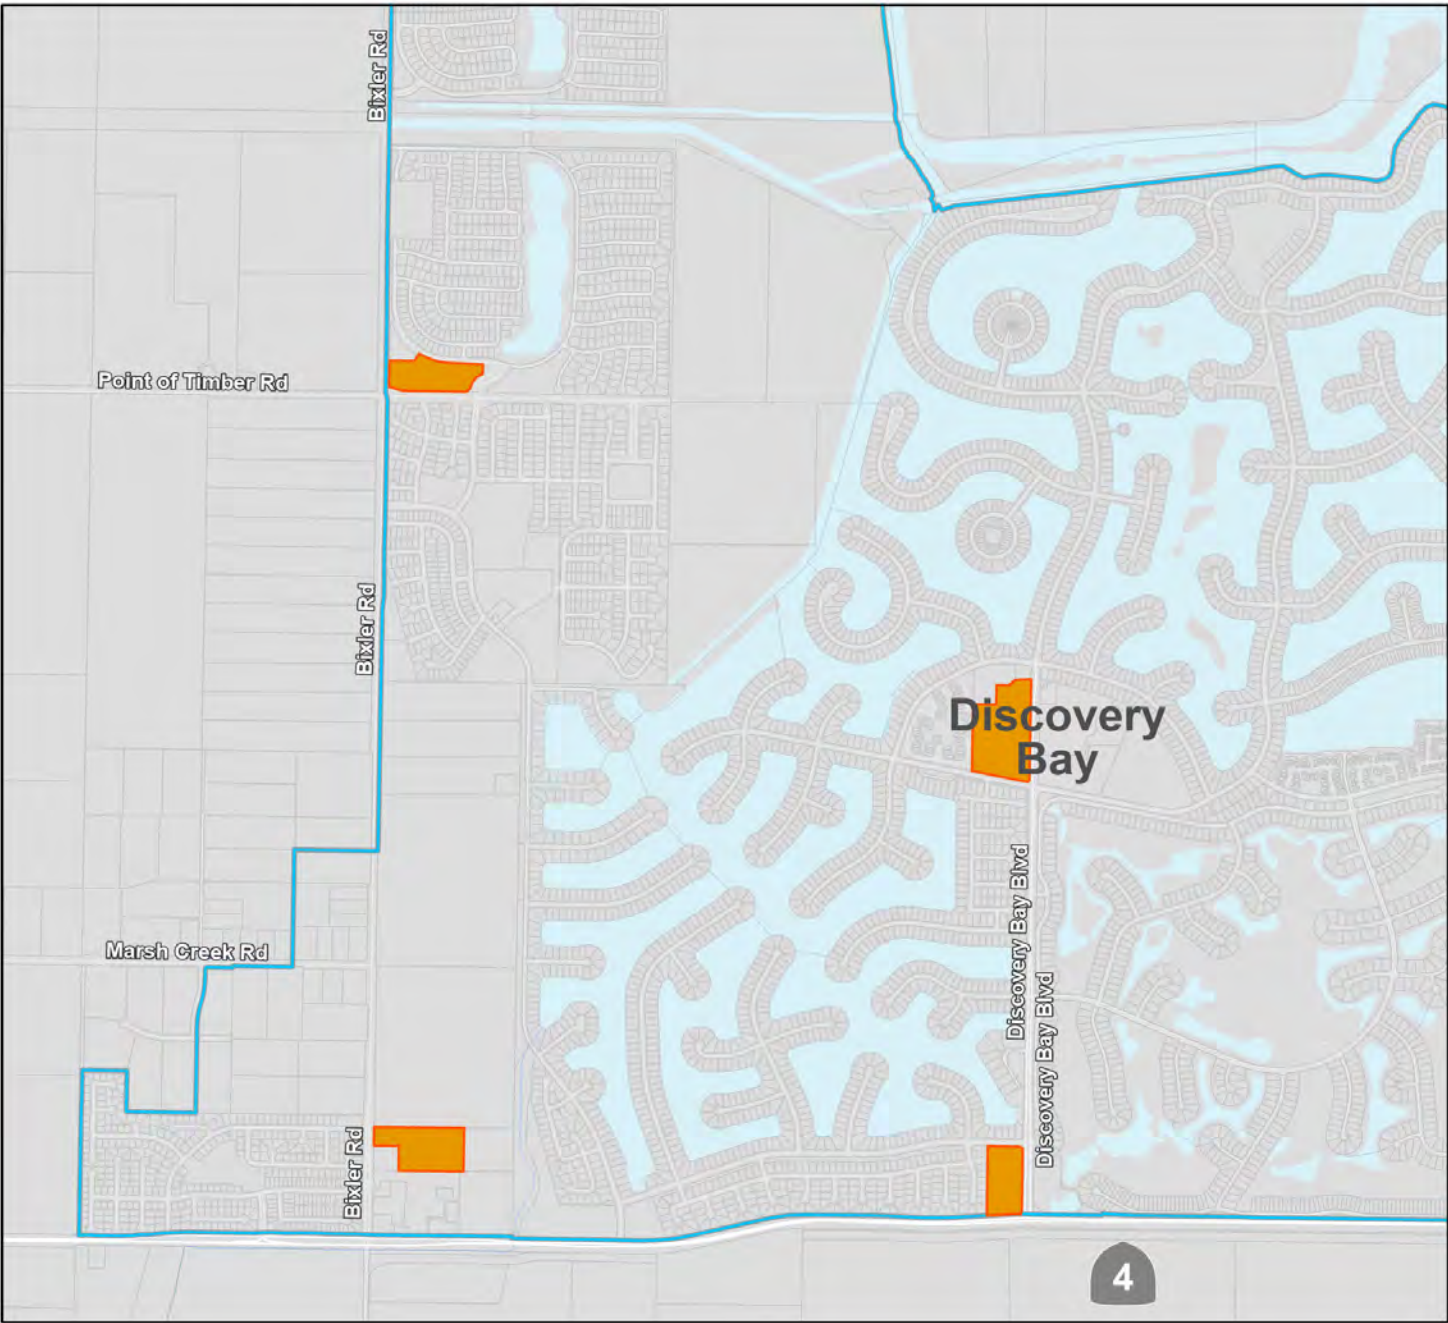 Bixler Rd
Point of Timber Rd
Bixler Rd
Discovery
Bay
Discovery Bay Blvd
Marsh Creek Rd
Discovery Bay Blvd
Bixler Rd
4